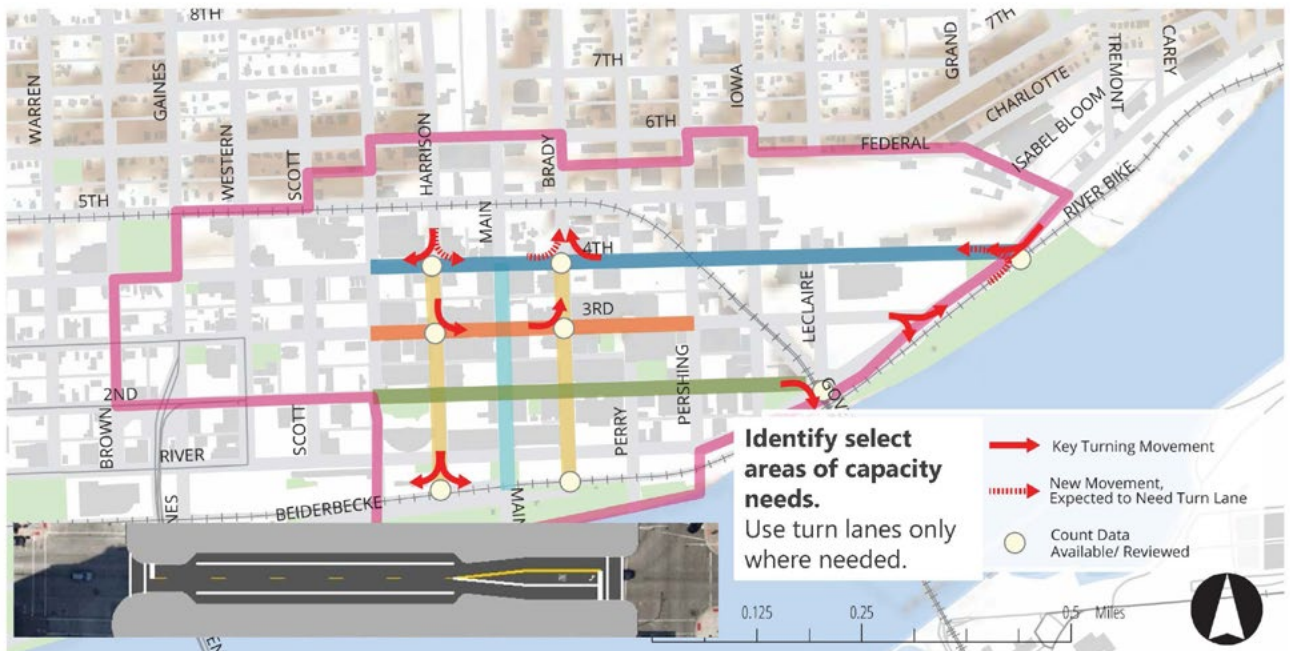 8TH
7TH
7TH
WARREN
GAINES
WESTERN
SCOTT
HARRISON
MAIN
BRADY
IOWA
GRAND
CHARLOTTE
TREMONT
CAREY
6TH
FEDERAL
ISABEL BLOOM
RIVER BIKE
5TH
4TH
3RD
LECLAIRE
PERSHING
PERRY
2ND
BROWN
RIVER
SCOTT
BEIDERBECKE
MAIN
GOV
NES
Identify select
areas of capacity
needs.
Use turn lanes only
where needed.
Key Turning Movement
New Movement,
Expected to Need Turn Lane
Count Data
Available/ Reviewed
0.125 0.25 0.5 Miles